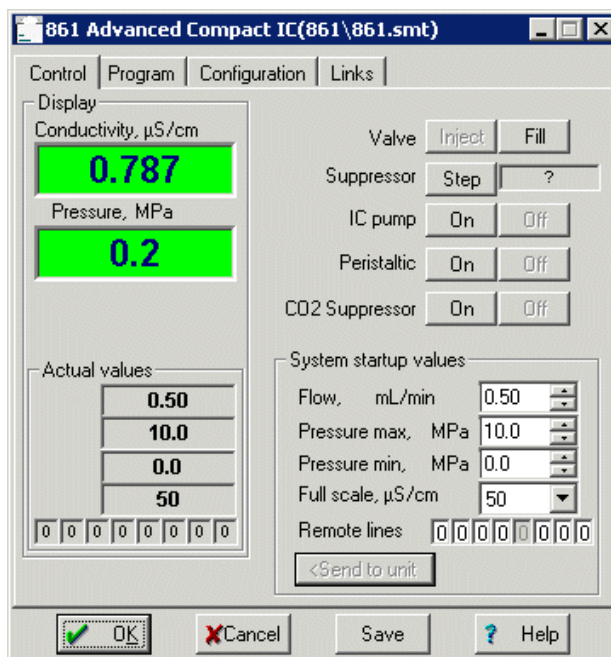 861 Advanced Compact IC(861\861.smt)
Control Program Configuration Links
Display
Conductivity, µS/cm
0.787
Pressure, MPa
0.2
Valve Inject Fill
Suppressor Step ?
IC pump On Off
Peristaltic On Off
CO2 Suppressor On Off
Actual values
0.50
10.0
0.0
50
0 0 0 0 0 0 0 0
System startup values
Flow, mL/min 0.50
Pressure max, MPa 10.0
Pressure min, MPa 0.0
Full scale, µS/cm 50
Remote lines 0 0 0 0 0 0 0 0
<Send to unit
OK Cancel Save ? Help